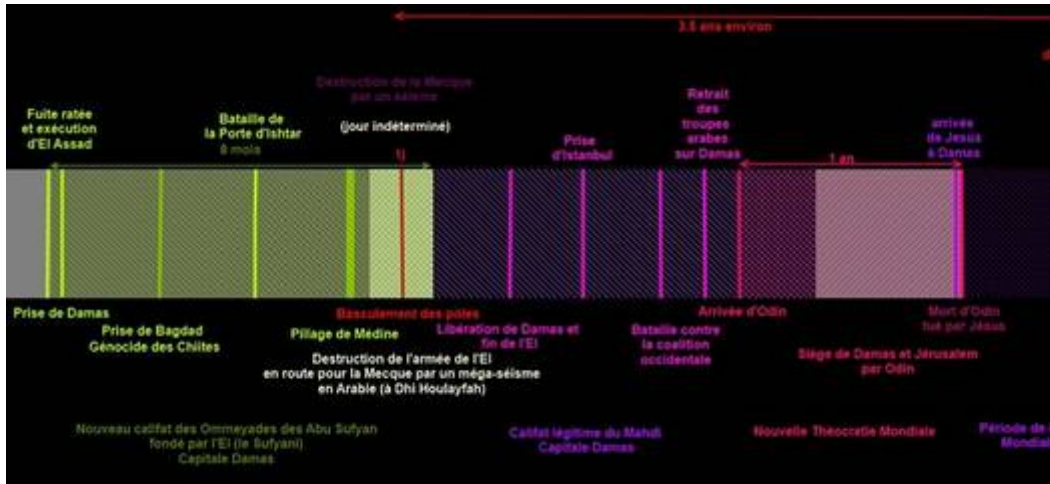 3.5 ans environ
Destruction de la Mecque
par un séisme
(jour indéterminé)
Fuite ratée
et exécution
d'El Assad
Bataille de
la Porte d'Ishtar
8 mois
Prise
d'Istanbul
Retrait
des
troupes
arabes
sur Damas
arrivée
de Jesus
à Damas
1j
1 an
Prise de Damas
Prise de Bagdad
Génocide des Chiites
Pillage de Médine
Basculement des pôles
Destruction de l'armée de l'EI
en route pour la Mecque par un méga-séisme
en Arabie (à Dhi Houlayfah)
Libération de Damas et
fin de l'EI
Bataille contre
la coalition
occidentale
Arrivée d'Odin
Siège de Damas et Jérusalem
par Odin
Mort d'Odin
tué par Jésus
Nouveau califat des Ommeyades des Abu Sufyan
fondé par l'EI (le Sufyani)
Capitale Damas
Califat légitime du Mahdi
Capitale Damas
Nouvelle Théocratie Mondiale
Période de
Mondia